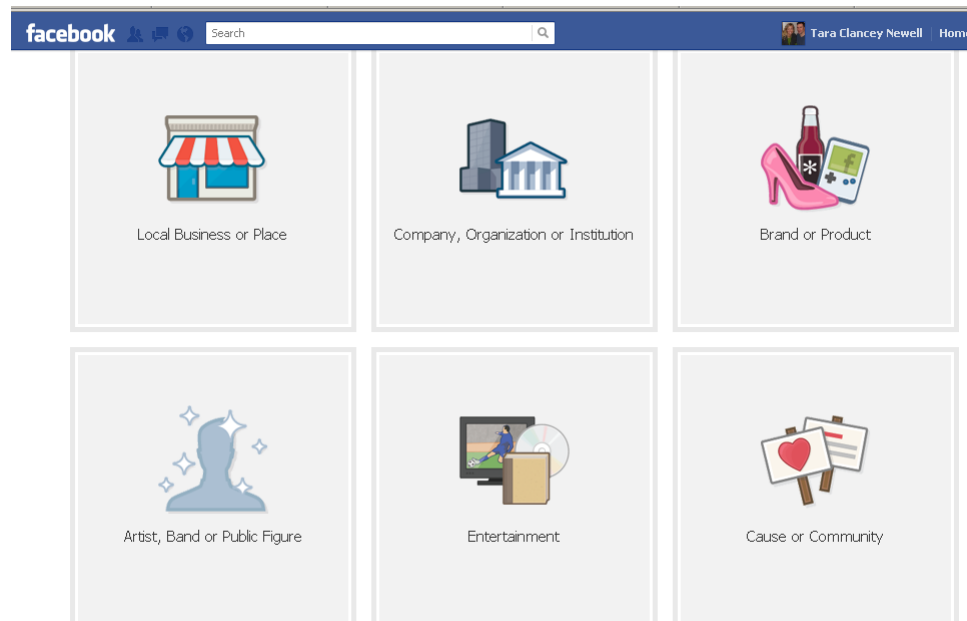 facebook Search Tara Clancey Newell Home
Local Business or Place Company, Organization or Institution Brand or Product
Artist, Band or Public Figure Entertainment Cause or Community